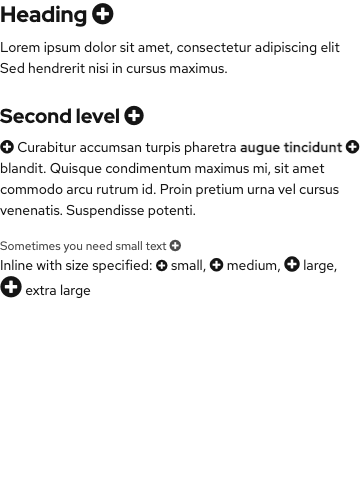 Heading
Lorem ipsum dolor sit amet, consectetur adipiscing elit
Sed hendrerit nisi in cursus maximus.
Second level
Curabitur accumsan turpis pharetra augue tincidunt
blandit. Quisque condimentum maximus mi, sit amet
commodo arcu rutrum id. Proin pretium urna vel cursus
venenatis. Suspendisse potenti.
Sometimes you need small text
Inline with size specified: small, medium, large,
extra large